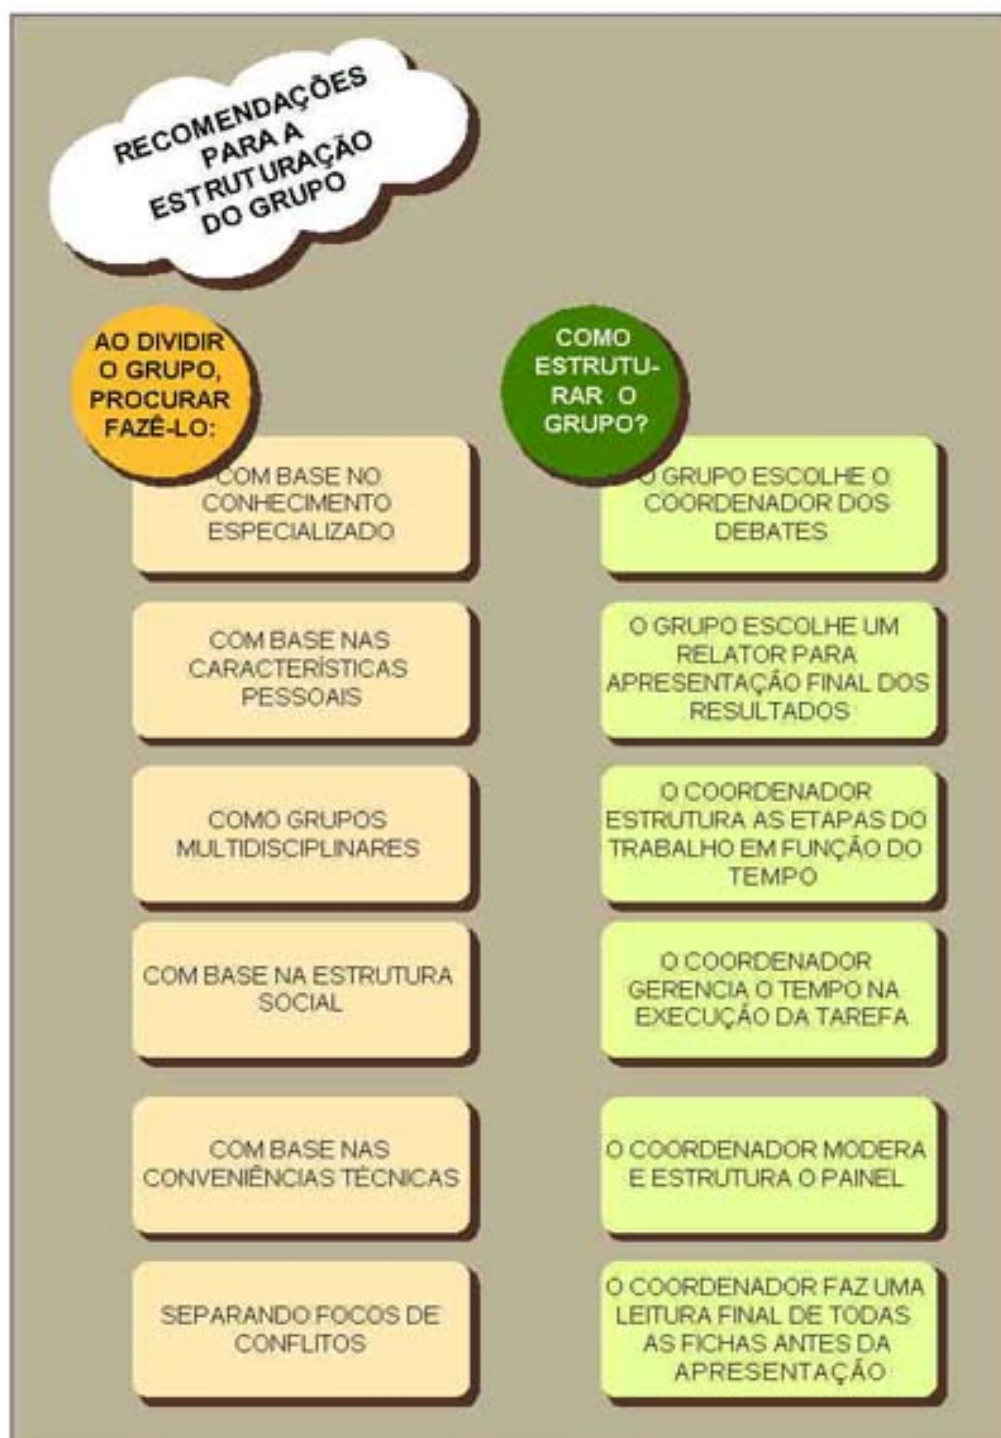 RECOMENDAÇÕES
PARA A
ESTRUTURAÇÃO
DO GRUPO
AO DIVIDIR
O GRUPO,
PROCURAR
FAZÊ-LO:
COM BASE NO
CONHECIMENTO
ESPECIALIZADO
COM BASE NAS
CARACTERÍSTICAS
PESSOAIS
COMO GRUPOS
MULTIDISCIPLINARES
COM BASE NA ESTRUTURA
SOCIAL
COM BASE NAS
CONVENIÊNCIAS TÉCNICAS
SEPARANDO FOCOS DE
CONFLITOS
COMO
ESTRUTU-
RAR O
GRUPO?
O GRUPO ESCOLHE O
COORDENADOR DOS
DEBATES
O GRUPO ESCOLHE UM
RELATOR PARA
APRESENTAÇÃO FINAL DOS
RESULTADOS
O COORDENADOR
ESTRUTURA AS ETAPAS DO
TRABALHO EM FUNÇÃO DO
TEMPO
O COORDENADOR
GERENCIA O TEMPO NA
EXECUÇÃO DA TAREFA
O COORDENADOR MODERA
E ESTRUTURA O PAINEL
O COORDENADOR FAZ UMA
LEITURA FINAL DE TODAS
AS FICHAS ANTES DA
APRESENTAÇÃO